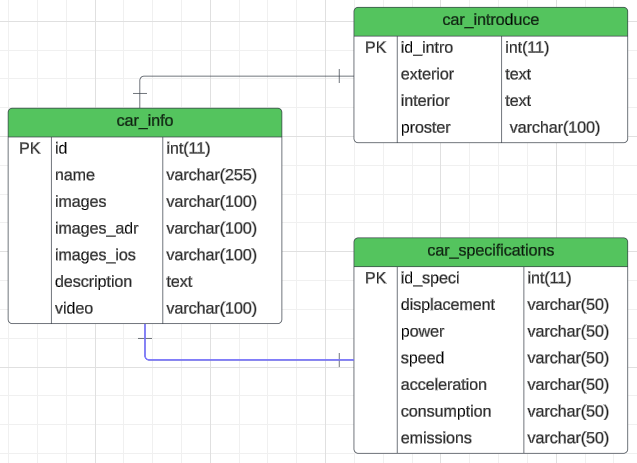 car_introduce
PK id_intro int(11)
exterior text
interior text
proster varchar(100)
car_info
PK id int(11)
name varchar(255)
images varchar(100)
images_adr varchar(100)
images_ios varchar(100)
description text
video varchar(100)
car_specifications
PK id_speci int(11)
displacement varchar(50)
power varchar(50)
speed varchar(50)
acceleration varchar(50)
consumption varchar(50)
emissions varchar(50)